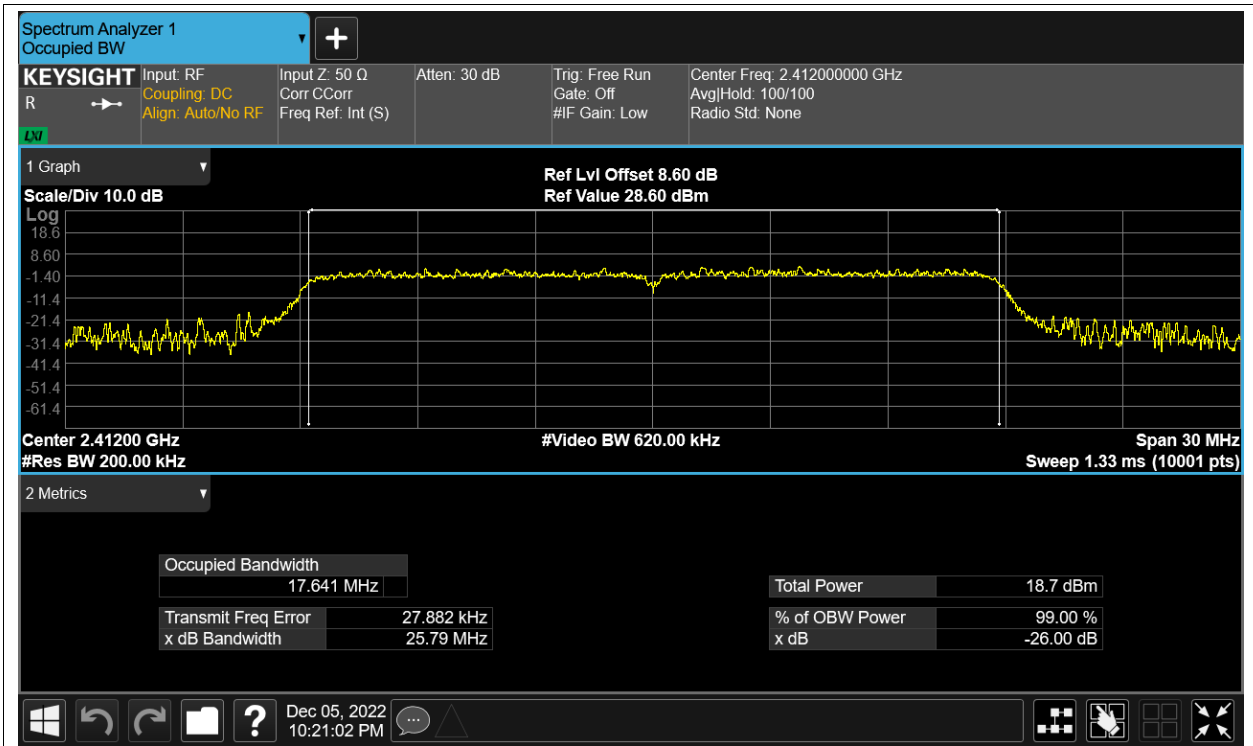 Spectrum Analyzer 1
Occupied BW
KEYSIGHT
R
LXI
Input: RF
Coupling: DC
Align: Auto/No RF
Input Z: 50 Ω
Corr CCorr
Freq Ref: Int (S)
Atten: 30 dB
Trig: Free Run
Gate: Off
#IF Gain: Low
Center Freq: 2.412000000 GHz
Avg|Hold: 100/100
Radio Std: None
1 Graph
Scale/Div 10.0 dB
Ref Lvl Offset 8.60 dB
Ref Value 28.60 dBm
Log
18.6
8.60
-1.40
-11.4
-21.4
-31.4
-41.4
-51.4
-61.4
Center 2.41200 GHz
#Res BW 200.00 kHz
#Video BW 620.00 kHz
Span 30 MHz
Sweep 1.33 ms (10001 pts)
2 Metrics
Occupied Bandwidth
17.641 MHz
Transmit Freq Error 27.882 kHz
x dB Bandwidth 25.79 MHz
Total Power 18.7 dBm
% of OBW Power 99.00 %
x dB -26.00 dB
?
Dec 05, 2022
10:21:02 PM